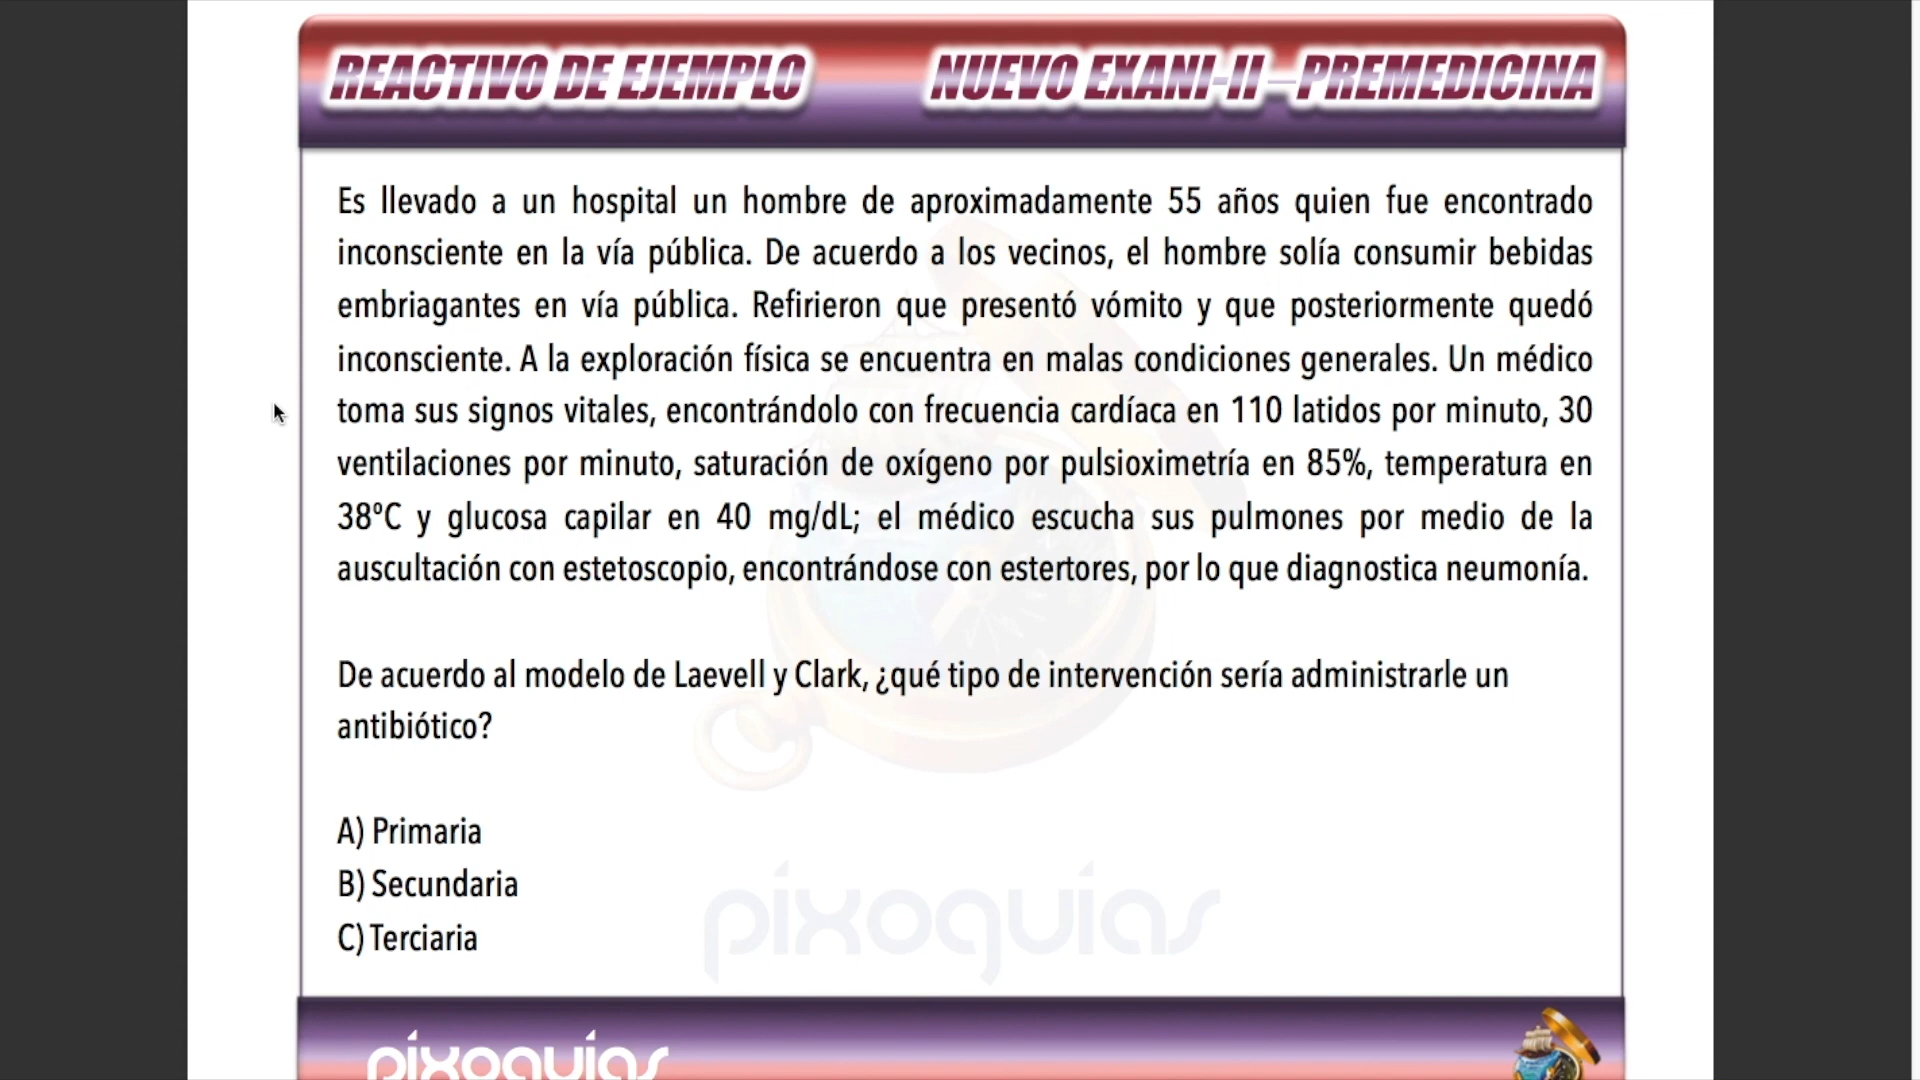 REACTIVO DE EJEMPLO NUEVO EXANI-II – PREMEDICINA
Es llevado a un hospital un hombre de aproximadamente 55 años quien fue encontrado
inconsciente en la vía pública. De acuerdo a los vecinos, el hombre solía consumir bebidas
embriagantes en vía pública. Refirieron que presentó vómito y que posteriormente quedó
inconsciente. A la exploración física se encuentra en malas condiciones generales. Un médico
toma sus signos vitales, encontrándolo con frecuencia cardíaca en 110 latidos por minuto, 30
ventilaciones por minuto, saturación de oxígeno por pulsioximetría en 85%, temperatura en
38°C y glucosa capilar en 40 mg/dL; el médico escucha sus pulmones por medio de la
auscultación con estetoscopio, encontrándose con estertores, por lo que diagnostica neumonía.
De acuerdo al modelo de Laevell y Clark, ¿qué tipo de intervención sería administrarle un
antibiótico?
A) Primaria
B) Secundaria
C) Terciaria
pixoguias
pixoguias